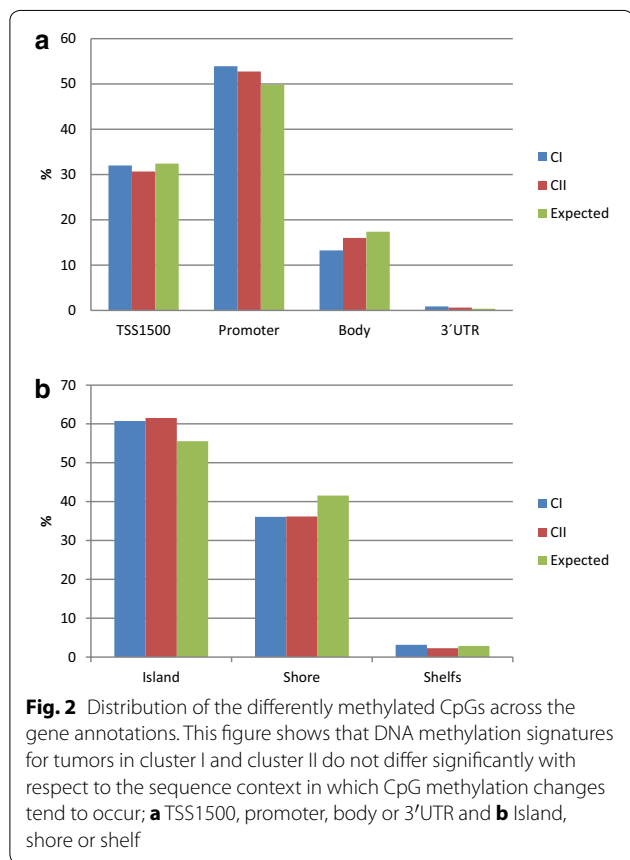 a
60
50
40
30
20
10
0
%
TSS1500 Promoter Body 3´UTR
CI
CII
Expected
b
70
60
50
40
30
20
10
0
%
Island Shore Shelfs
CI
CII
Expected
Fig. 2 Distribution of the differently methylated CpGs across the
gene annotations. This figure shows that DNA methylation signatures
for tumors in cluster I and cluster II do not differ significantly with
respect to the sequence context in which CpG methylation changes
tend to occur; a TSS1500, promoter, body or 3′UTR and b Island,
shore or shelf